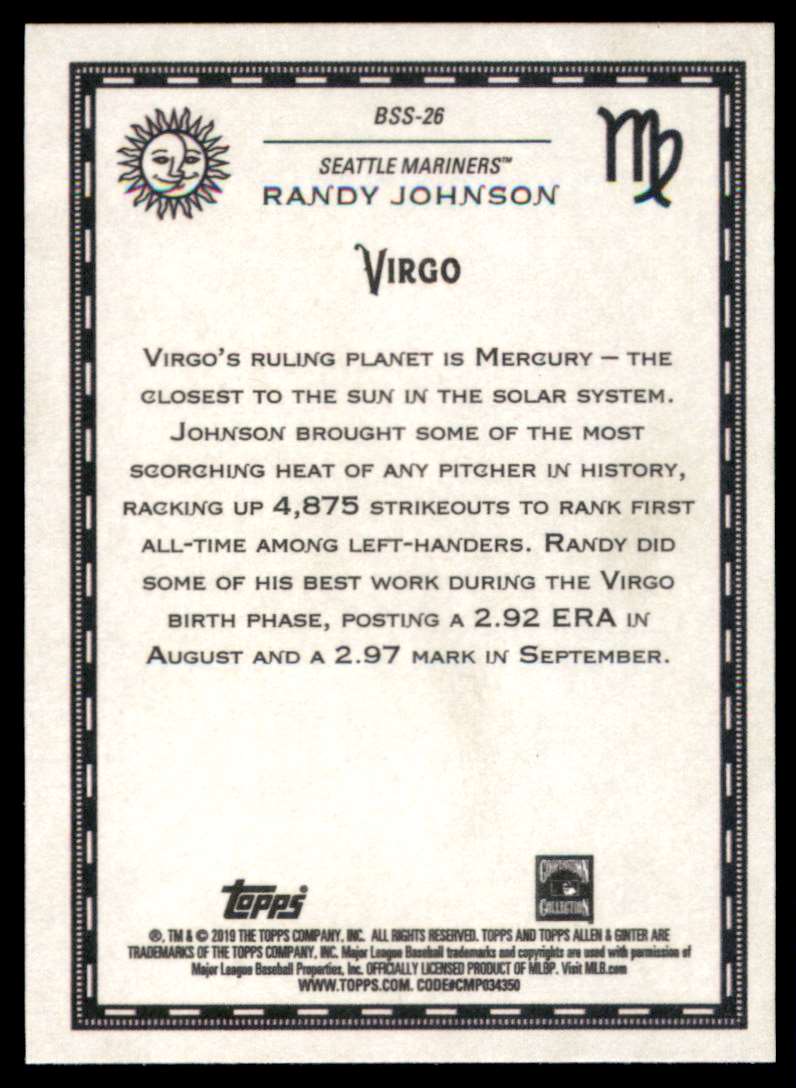 BSS-26
SEATTLE MARINERS™
RANDY JOHNSON
VIRGO
VIRGO'S RULING PLANET IS MERCURY – THE
CLOSEST TO THE SUN IN THE SOLAR SYSTEM.
JOHNSON BROUGHT SOME OF THE MOST
SCORCHING HEAT OF ANY PITCHER IN HISTORY,
RACKING UP 4,875 STRIKEOUTS TO RANK FIRST
ALL-TIME AMONG LEFT-HANDERS. RANDY DID
SOME OF HIS BEST WORK DURING THE VIRGO
BIRTH PHASE, POSTING A 2.92 ERA IN
AUGUST AND A 2.97 MARK IN SEPTEMBER.
topps
COOPERSTOWN
COLLECTION
®, TM & © 2019 THE TOPPS COMPANY, INC. ALL RIGHTS RESERVED. TOPPS AND TOPPS ALLEN & GINTER ARE
TRADEMARKS OF THE TOPPS COMPANY, INC. Major League Baseball trademarks and copyrights are used with permission of
Major League Baseball Properties, Inc. OFFICIALLY LICENSED PRODUCT OF MLBP. Visit MLB.com
WWW.TOPPS.COM. CODE#CMP034350